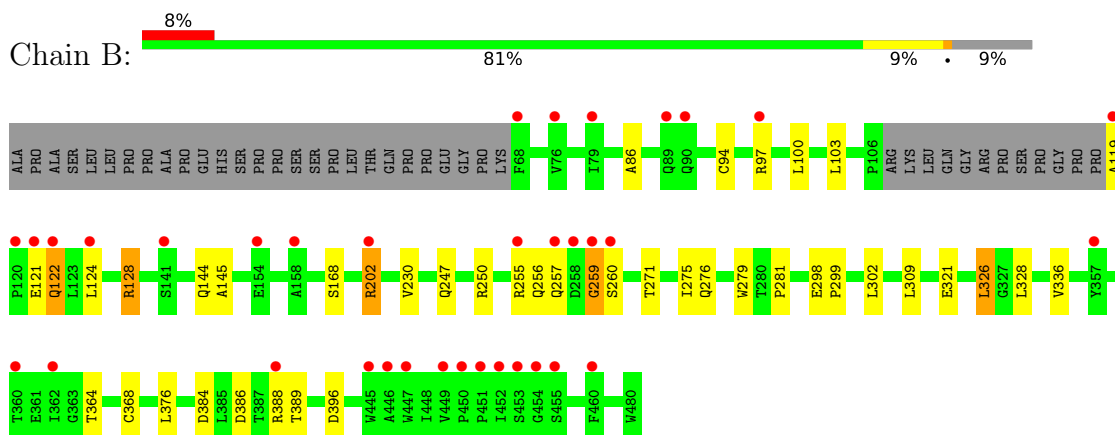 8%
Chain B:
81% 9% • 9%
ALA PRO ALA SER LEU LEU PRO PRO ALA PRO GLU HIS SER PRO PRO SER SER PRO LEU THR GLN PRO PRO GLU GLY PRO LYS F68 V76 I79 A86 Q89 Q90 C94 R97 L100 L103 P106 ARG LYS LEU GLN GLY ARG PRO SER PRO GLY PRO PRO A119
P120 E121 Q122 L123 L124 R128 S141 Q144 A145 E154 A158 S168 R202 V230 Q247 R250 R255 Q256 Q257 D258 G259 S260 T271 I275 Q276 W279 T280 P281 E298 P299 L302 L309 E321 L326 G327 L328 V336 Y357
T360 E361 I362 G363 T364 C368 L376 D384 L385 D386 T387 R388 T389 D396 W445 A446 W447 I448 V449 P450 P451 I452 S453 G454 S455 F460 W480